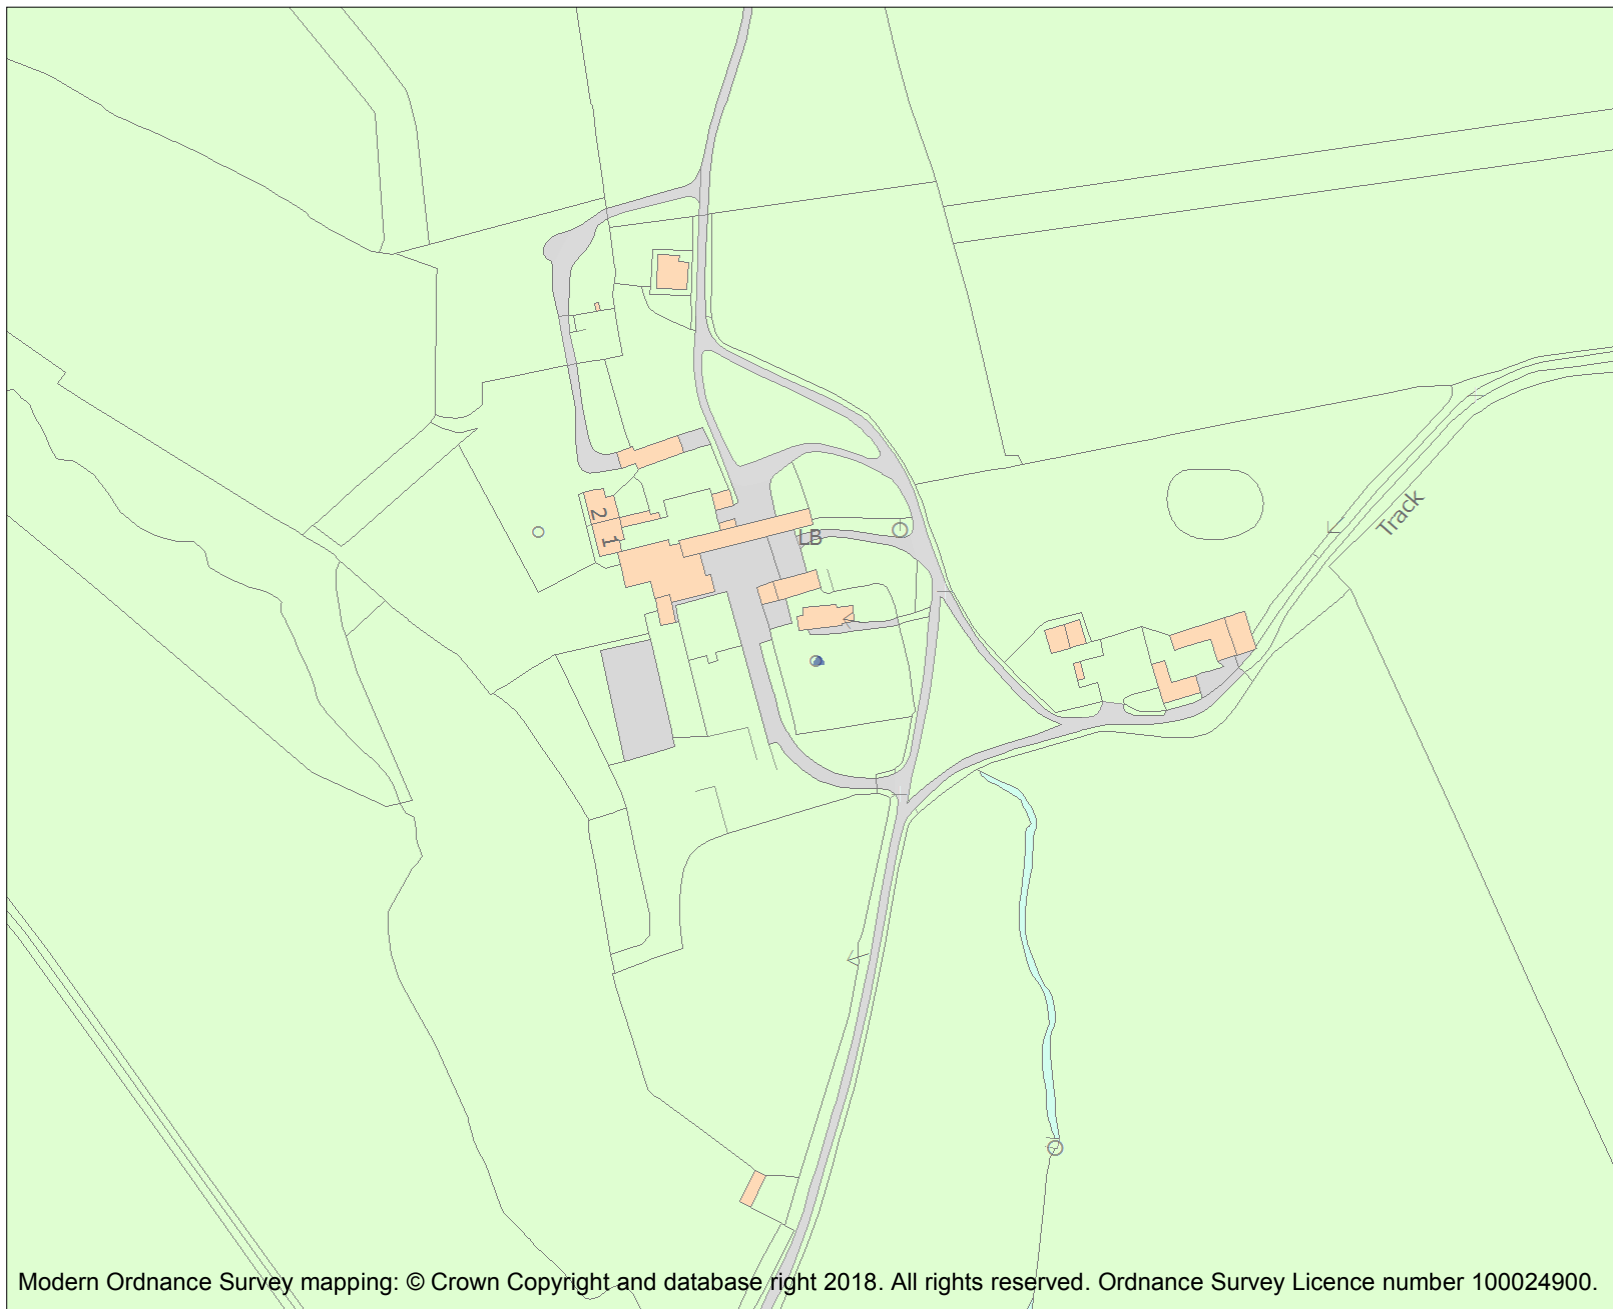 Track
2
1
LB
Modern Ordnance Survey mapping: © Crown Copyright and database right 2018. All rights reserved. Ordnance Survey Licence number 100024900.